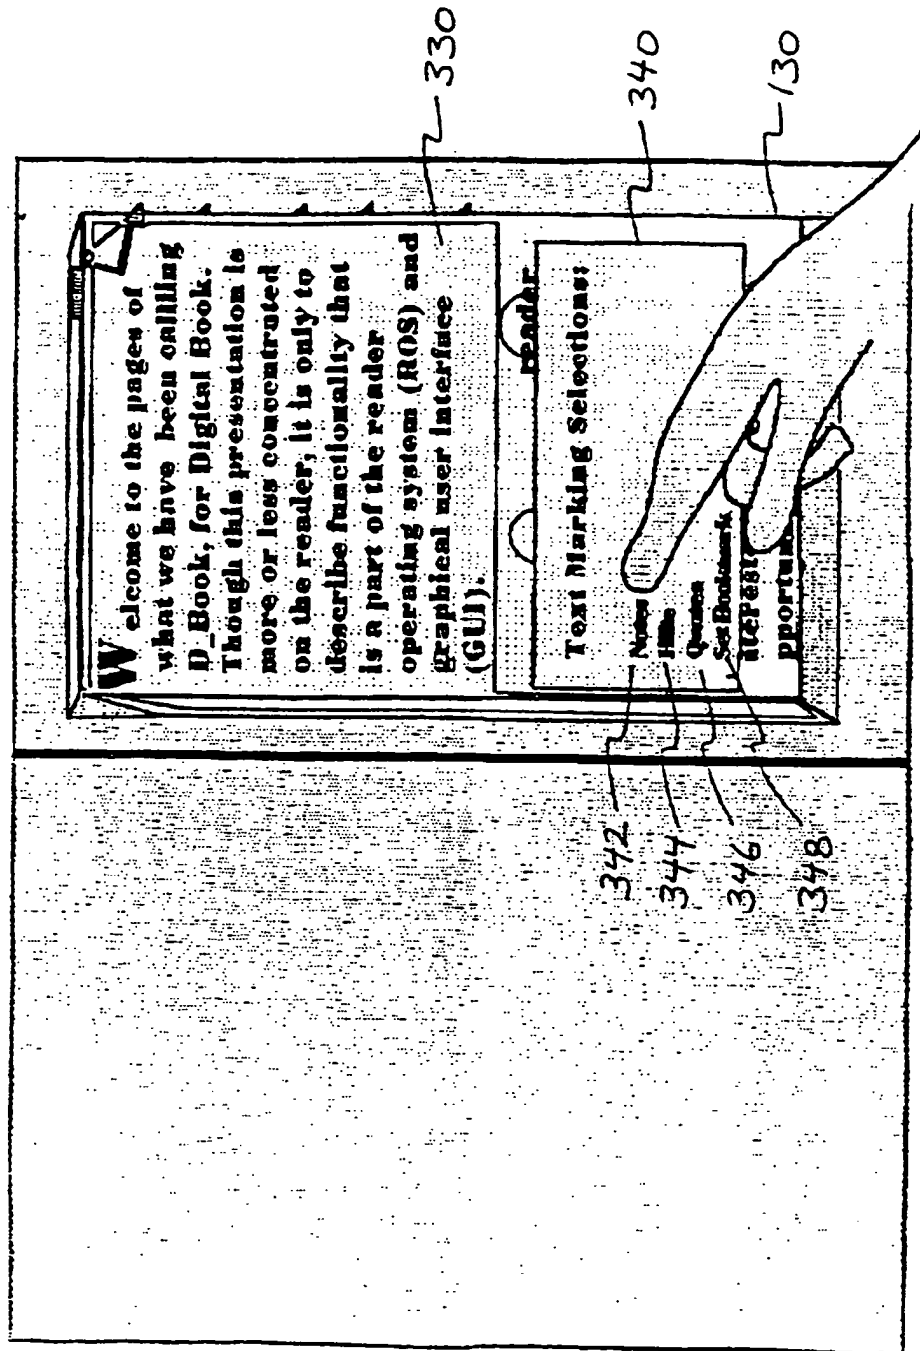 Welcome to the pages of
what we have been callling
D_Book, for Digital Book.
Though this presentation is
more or less concentrated
on the reader, it is only to
describe functionally that
is a part of the reader
operating system (ROS) and
graphical user interface
(GUI).
reader
Text Marking Selections:
Notes
Quotes
Set Bookmark
pportun
330
340
130
342
344
346
348